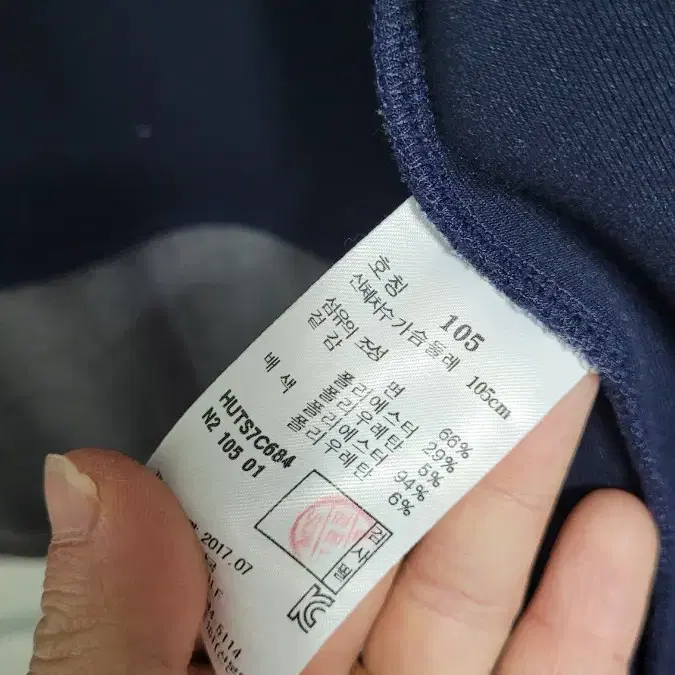 호칭 105
신체치수 가슴둘레 105cm
섬유의 조성
겉감 면 66%
폴리에스터 29%
폴리우레탄 5%
배색 폴리에스터 94%
폴리우레탄 6%
HUTS7C684
N2 105 01
검사필
2017.07
5114